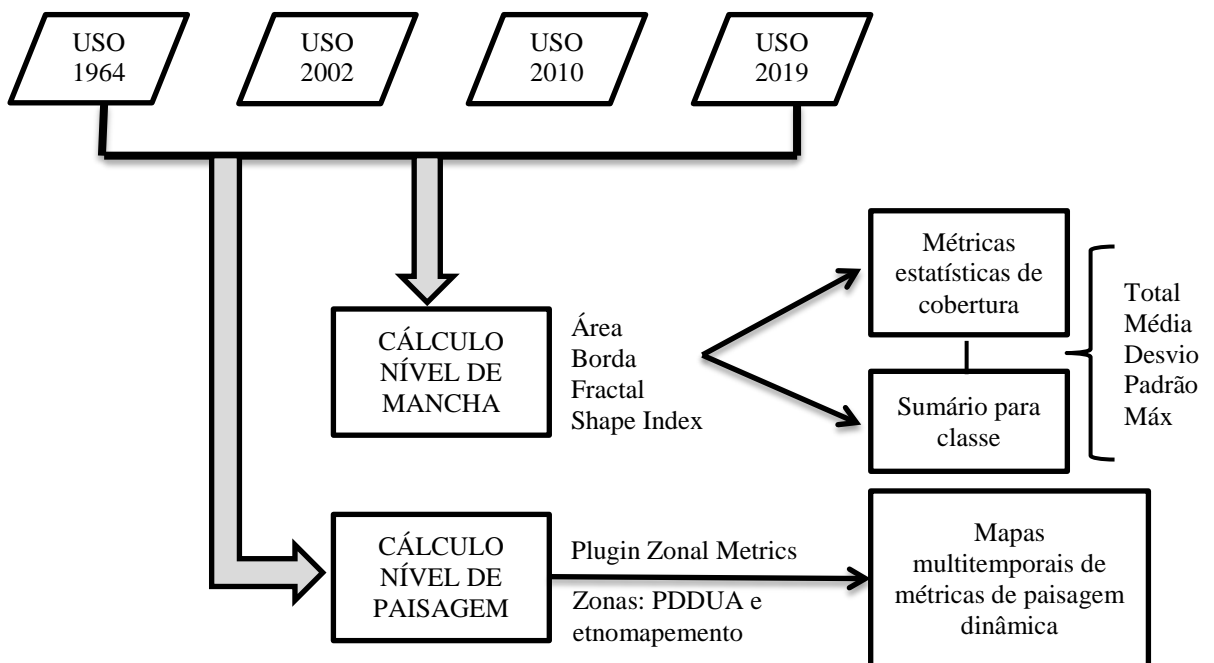 USO
1964
USO
2002
USO
2010
USO
2019
CÁLCULO
NÍVEL DE
MANCHA
Área
Borda
Fractal
Shape Index
Métricas
estatísticas de
cobertura
Sumário para
classe
Total
Média
Desvio
Padrão
Máx
CÁLCULO
NÍVEL DE
PAISAGEM
Plugin Zonal Metrics
Zonas: PDDUA e
etnomapemento
Mapas
multitemporais de
métricas de paisagem
dinâmica